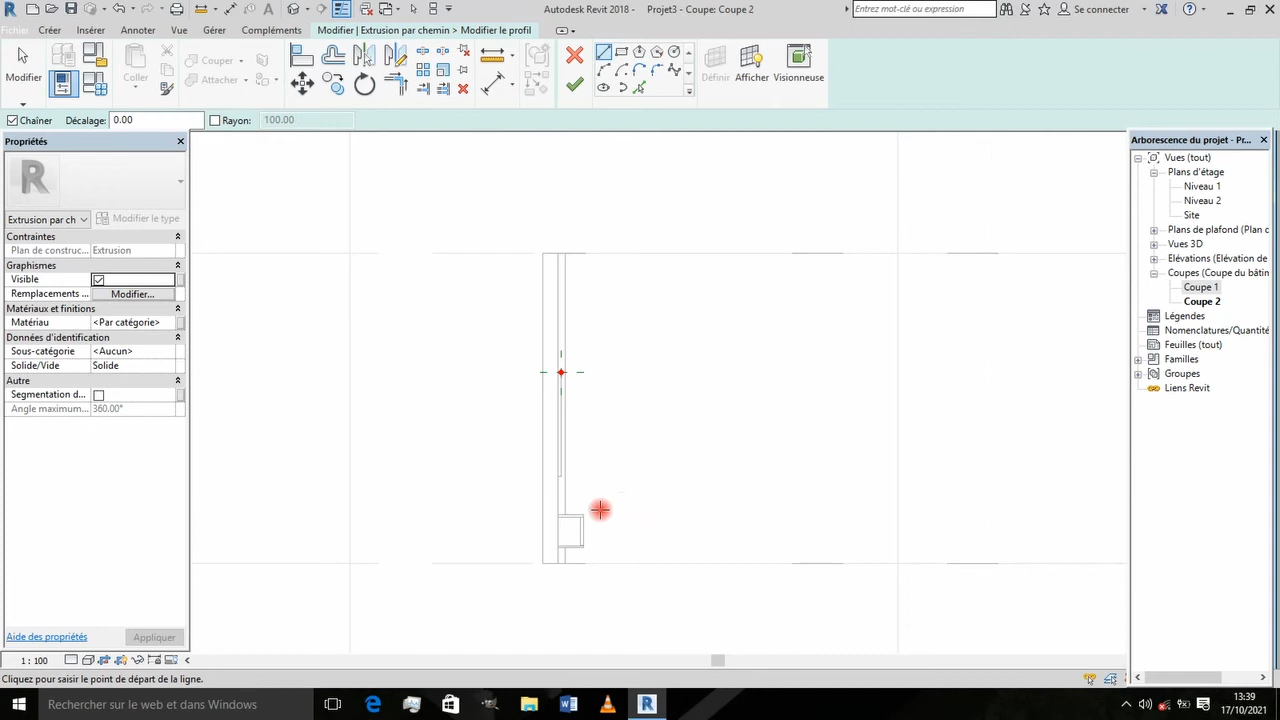 Autodesk Revit 2018 - Projet3 - Coupe: Coupe 2
Entrez mot-clé ou expression
Se connecter
Fichier Créer Insérer Annoter Vue Gérer Compléments Modifier | Extrusion par chemin > Modifier le profil
Modifier
Coller
Couper
Attacher
Définir
Afficher
Visionneuse
Chaîner
Décalage:
0.00
Rayon:
100.00
Propriétés
R
Extrusion par ch
Modifier le type
Contraintes
Plan de construc... Extrusion
Graphismes
Visible
Remplacements ... Modifier...
Matériaux et finitions
Matériau <Par catégorie>
Données d'identification
Sous-catégorie <Aucun>
Solide/Vide Solide
Autre
Segmentation d...
Angle maximum... 360.00°
Aide des propriétés
Appliquer
Arborescence du projet - Pr...
Vues (tout)
Plans d'étage
Niveau 1
Niveau 2
Site
Plans de plafond (Plan d
Vues 3D
Elévations (Elévation de
Coupes (Coupe du bâtin
Coupe 1
Coupe 2
Légendes
Nomenclatures/Quantité
Feuilles (tout)
Familles
Groupes
Liens Revit
1 : 100
Cliquez pour saisir le point de départ de la ligne.
Rechercher sur le web et dans Windows
13:39
17/10/2021